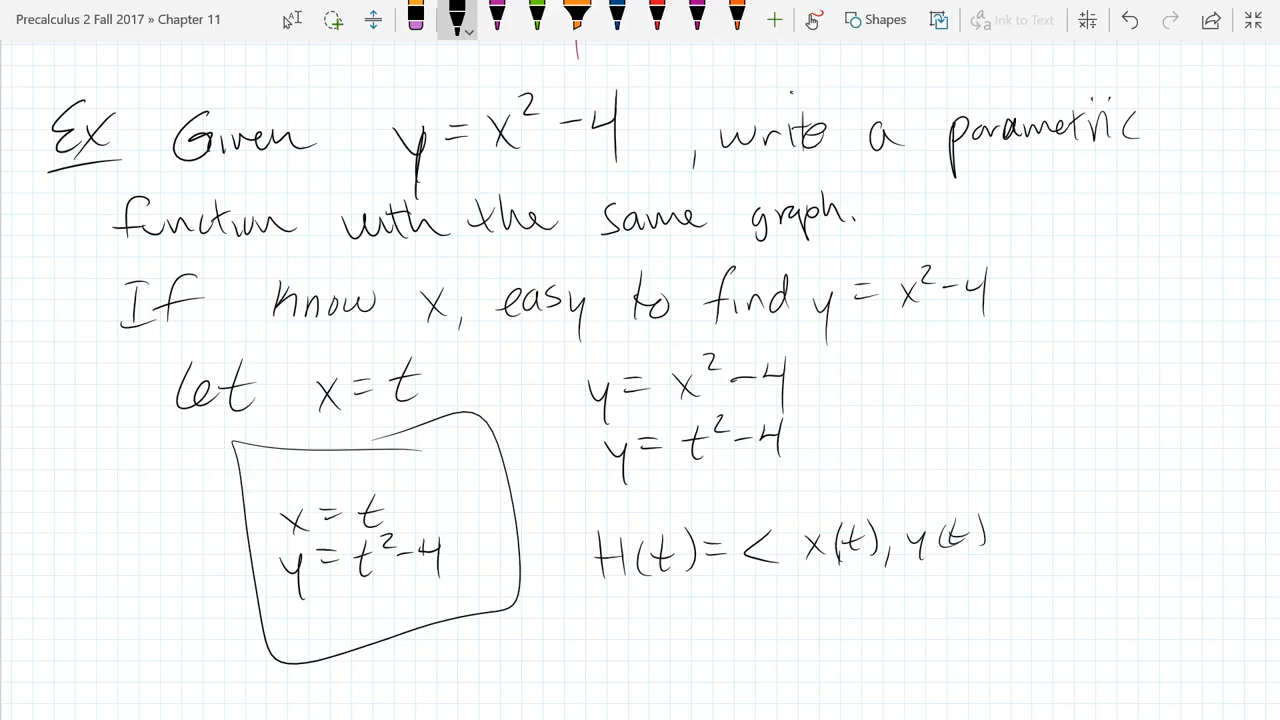 Precalculus 2 Fall 2017 » Chapter 11
Shapes
Ink to Text
Ex Given y = x² - 4, write a parametric
function with the same graph.
If know x, easy to find y = x² - 4
Let x = t
y = x² - 4
y = t² - 4
x = t
y = t² - 4
H(t) = < x(t), y(t)